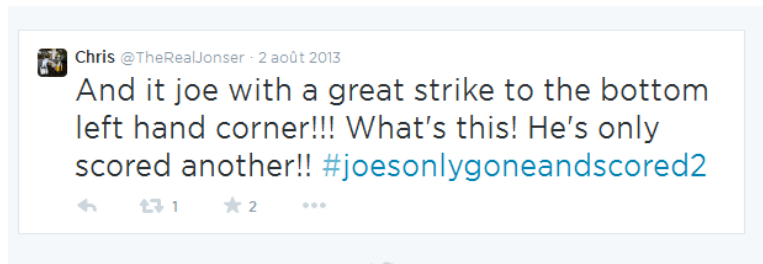 Chris @TheRealJonser · 2 août 2013
And it joe with a great strike to the bottom
left hand corner!!! What's this! He's only
scored another!! #joesonlygoneandscored2
1 2